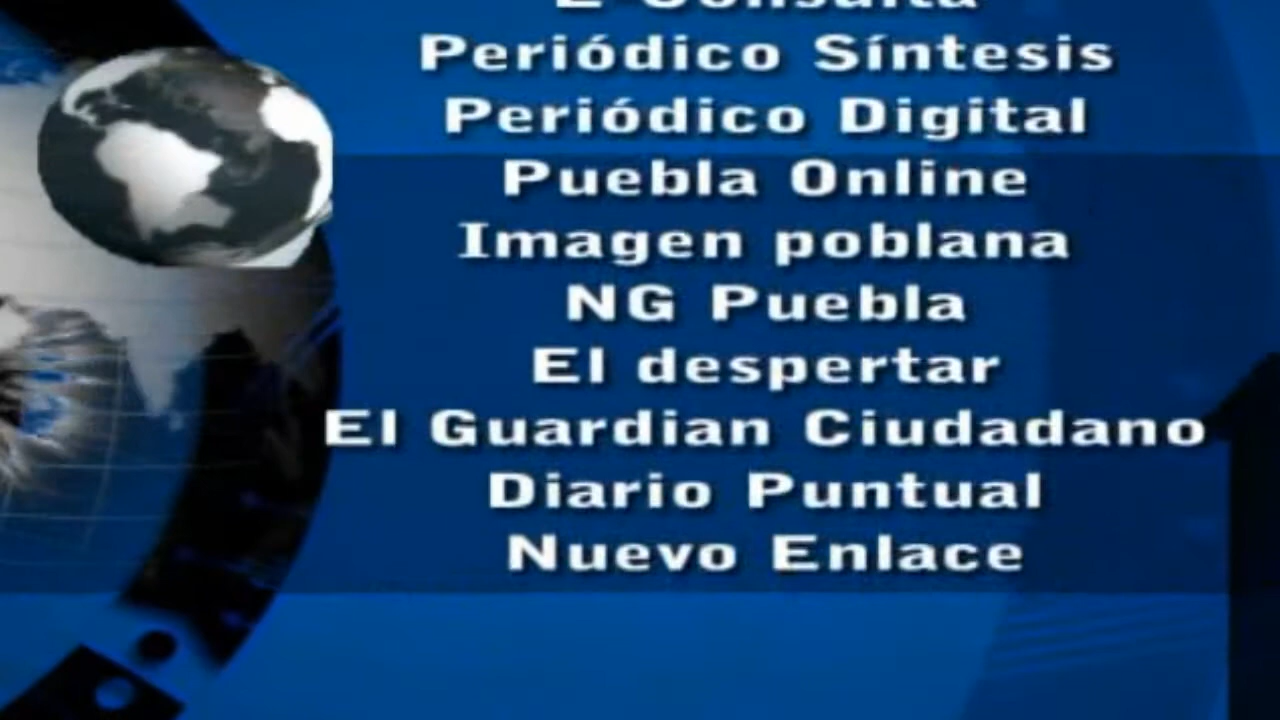 E-Consulta
Periódico Síntesis
Periódico Digital
Puebla Online
Imagen poblana
NG Puebla
El despertar
El Guardian Ciudadano
Diario Puntual
Nuevo Enlace